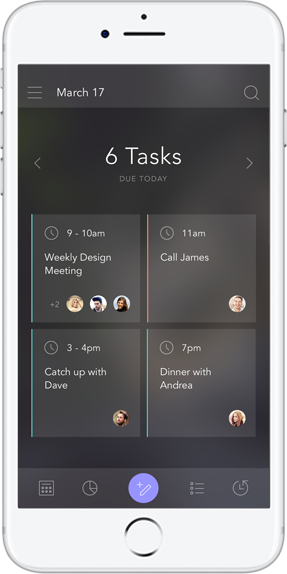 March 17
6 Tasks
DUE TODAY
9 - 10am
Weekly Design
Meeting
+2
11am
Call James
3 - 4pm
Catch up with
Dave
7pm
Dinner with
Andrea